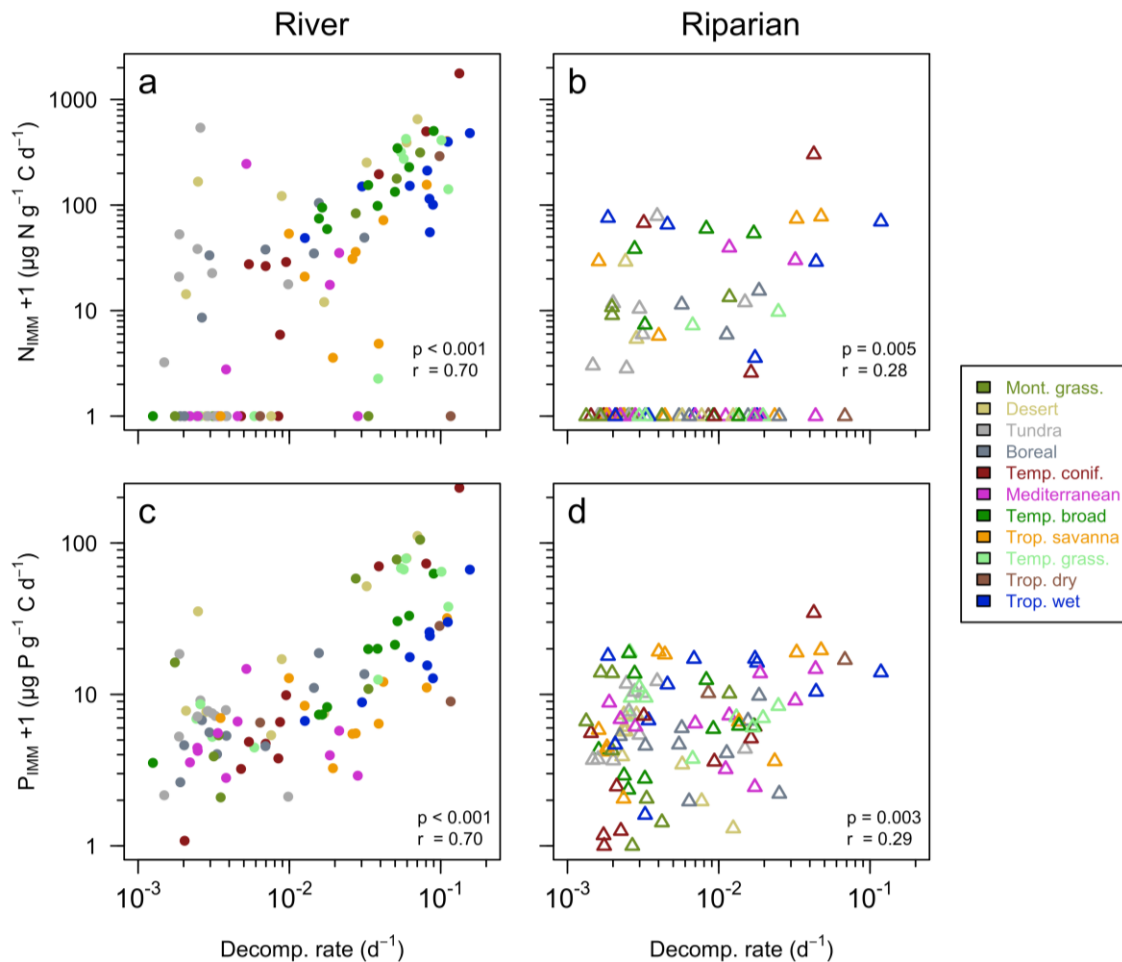 River
Riparian
a
b
N_IMM +1 (µg N g⁻¹ C d⁻¹)
1000
100
10
1
p < 0.001
r = 0.70
p = 0.005
r = 0.28
c
d
P_IMM +1 (µg P g⁻¹ C d⁻¹)
100
10
1
p < 0.001
r = 0.70
p = 0.003
r = 0.29
10⁻³
10⁻²
10⁻¹
10⁻³
10⁻²
10⁻¹
Decomp. rate (d⁻¹)
Decomp. rate (d⁻¹)
Mont. grass.
Desert
Tundra
Boreal
Temp. conif.
Mediterranean
Temp. broad
Trop. savanna
Temp. grass.
Trop. dry
Trop. wet